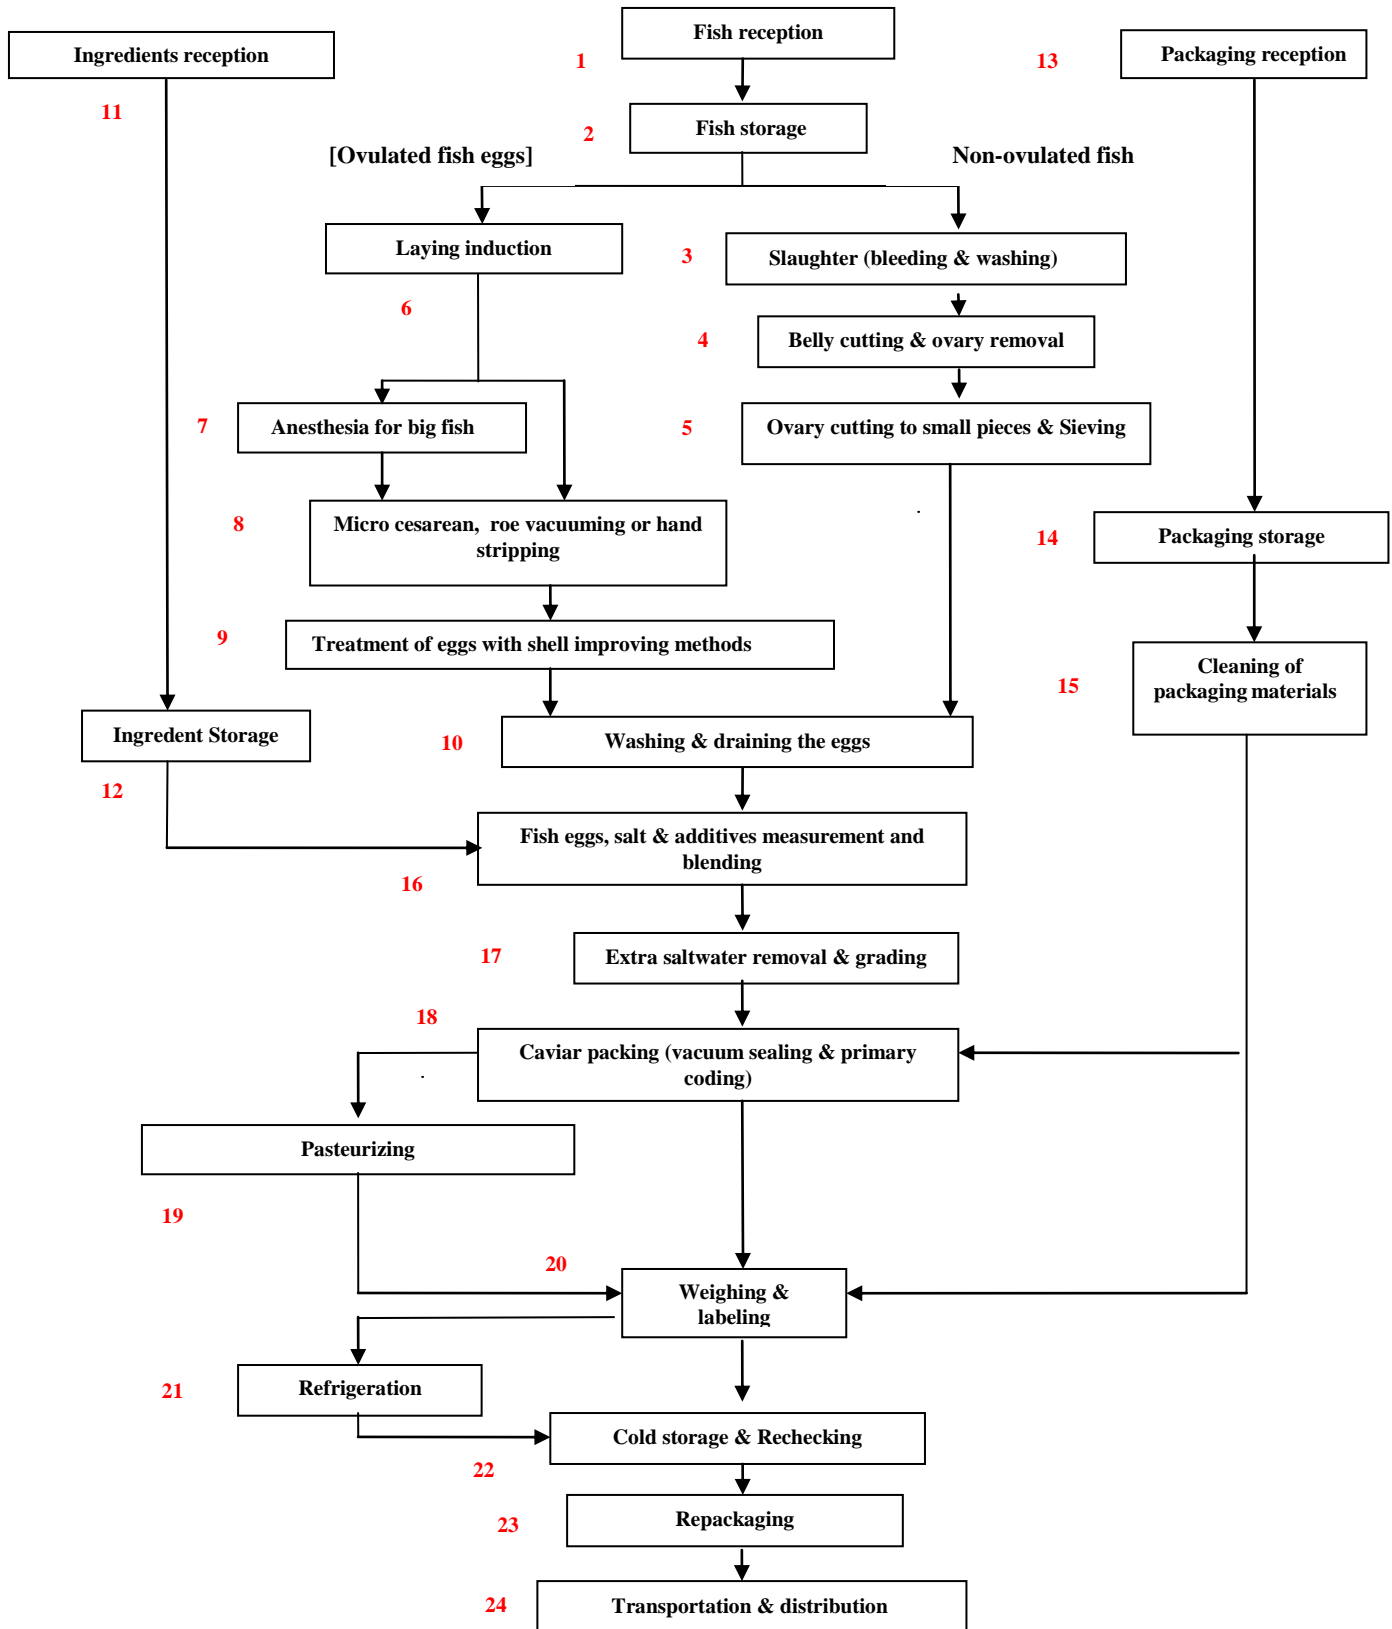 Fish reception
Ingredients reception
Packaging reception
1
13
11
Fish storage
2
[Ovulated fish eggs]
Non-ovulated fish
Laying induction
Slaughter (bleeding & washing)
3
6
Belly cutting & ovary removal
4
Anesthesia for big fish
7
Ovary cutting to small pieces & Sieving
5
Micro cesarean, roe vacuuming or hand
stripping
8
Packaging storage
14
Treatment of eggs with shell improving methods
9
Cleaning of
packaging materials
15
Ingredent Storage
Washing & draining the eggs
10
12
Fish eggs, salt & additives measurement and
blending
16
Extra saltwater removal & grading
17
18
Caviar packing (vacuum sealing & primary
coding)
Pasteurizing
19
20
Weighing &
labeling
Refrigeration
21
Cold storage & Rechecking
22
Repackaging
23
Transportation & distribution
24